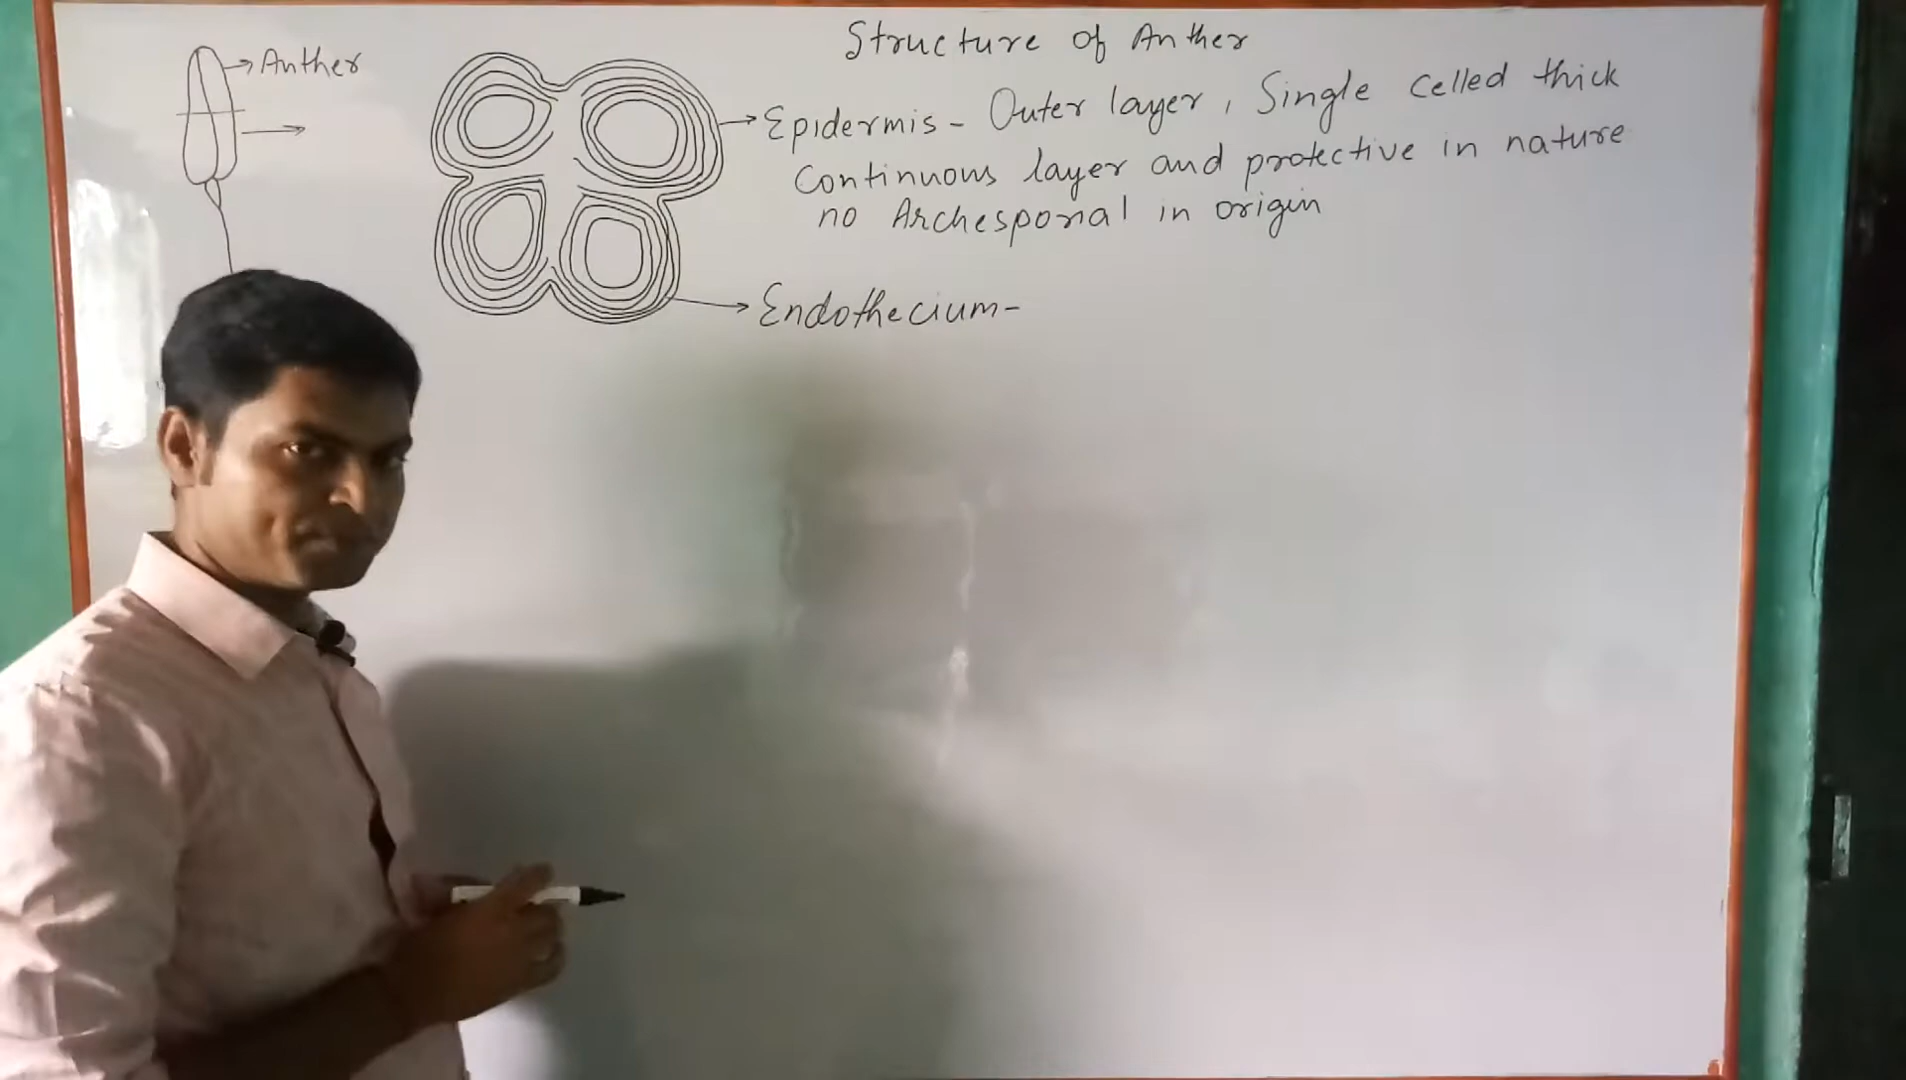 Structure of Anther
Anther
Epidermis - Outer layer, Single celled thick
Continuous layer and protective in nature
no Archesporial in origin
Endothecium-